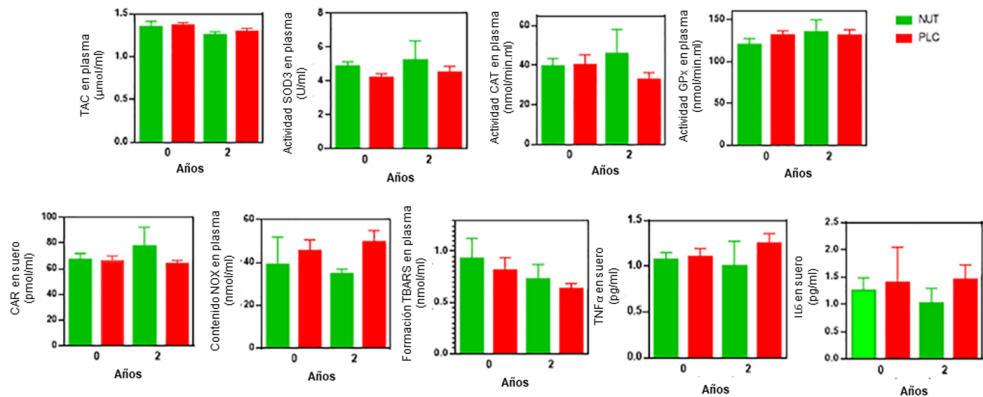 TAC en plasma
(µmol/ml)
1.5
1.0
0.5
0.0
0
2
Años
Actividad SOD3 en plasma
(U/ml)
8
6
4
2
0
0
2
Años
Actividad CAT en plasma
(nmol/min.ml)
60
40
20
0
0
2
Años
Actividad GPx en plasma
(nmol/min.ml)
150
100
50
0
0
2
Años
NUT
PLC
CAR en suero
(pmol/ml)
100
80
60
40
20
0
0
2
Años
Contenido NOX en plasma
(nmol/ml)
60
40
20
0
0
2
Años
Formación TBARS en plasma
(nmol/ml)
1.0
0.5
0.0
0
2
Años
TNFα en suero
(pg/ml)
1.5
1.0
0.5
0.0
0
2
Años
IL6 en suero
(pg/ml)
2.5
2.0
1.5
1.0
0.5
0.0
0
2
Años